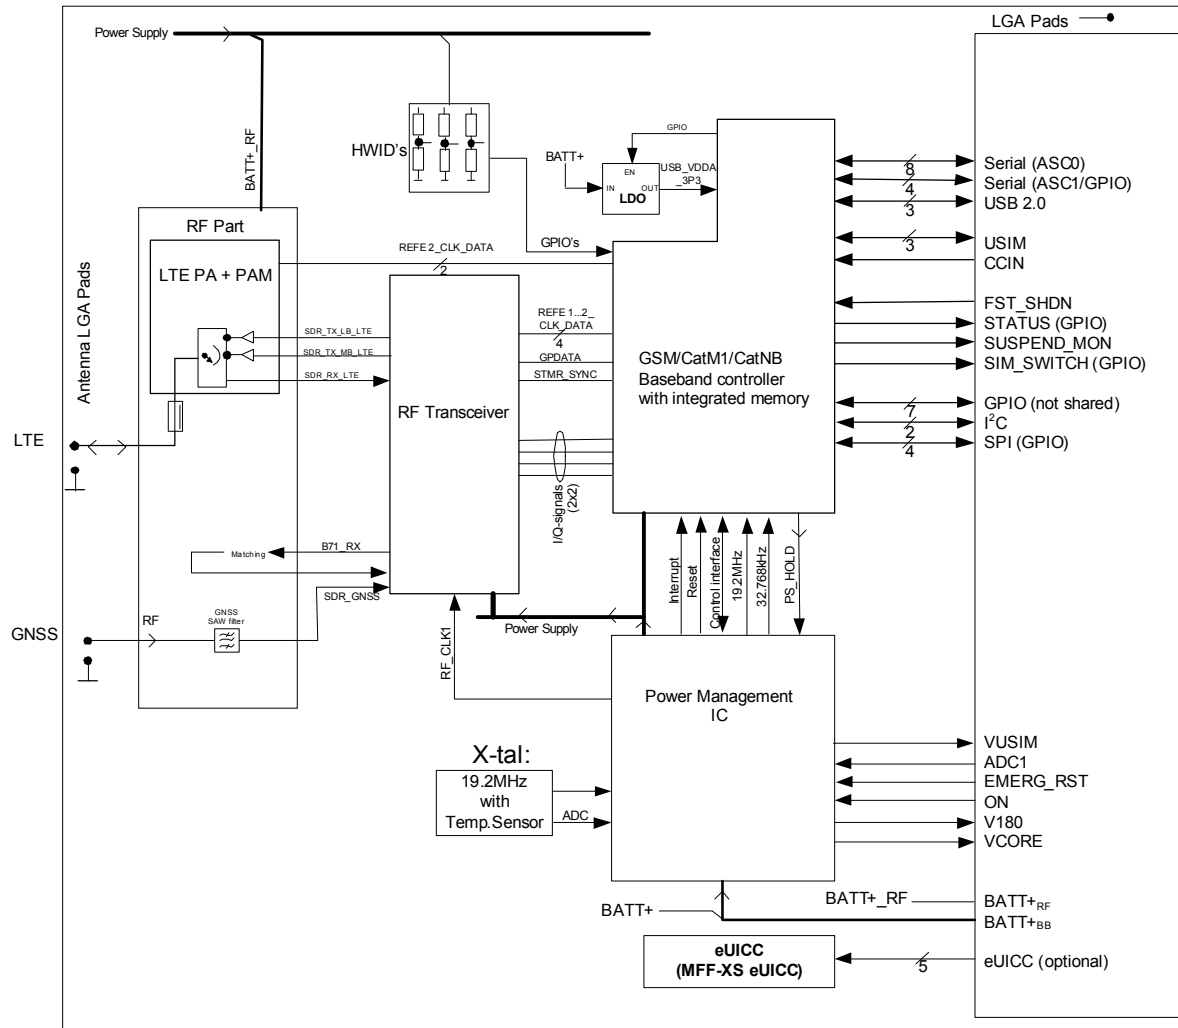 LGA Pads
Power Supply
BATT+_RF
HWID's
GPIO
BATT+
USB_VDDA
_3P3
EN
IN
OUT
LDO
GPIO's
Serial (ASC0)
8
Serial (ASC1/GPIO)
4
USB 2.0
3
USIM
3
CCIN
FST_SHDN
STATUS (GPIO)
SUSPEND_MON
SIM_SWITCH (GPIO)
GPIO (not shared)
7
I2C
2
SPI (GPIO)
4
RF Part
LTE PA + PAM
REFE 2_CLK_DATA
2
Antenna LGA Pads
SDR_TX_LB_LTE
SDR_TX_MB_LTE
SDR_RX_LTE
REFE 1...2_
CLK_DATA
4
GPDATA
STMR_SYNC
RF Transceiver
GSM/CatM1/CatNB
Baseband controller
with integrated memory
LTE
I/Q-signals
(2x2)
B71_RX
Matching
SDR_GNSS
GNSS
RF
GNSS
SAW filter
RF_CLK1
Power Supply
Interrupt
Reset
Control interface
19.2MHz
32.768kHz
PS_HOLD
Power Management
IC
X-tal:
19.2MHz
with
Temp.Sensor
ADC
VUSIM
ADC1
EMERG_RST
ON
V180
VCORE
BATT+_RF
BATT+RF
BATT+
BATT+BB
eUICC
(MFF-XS eUICC)
5
eUICC (optional)